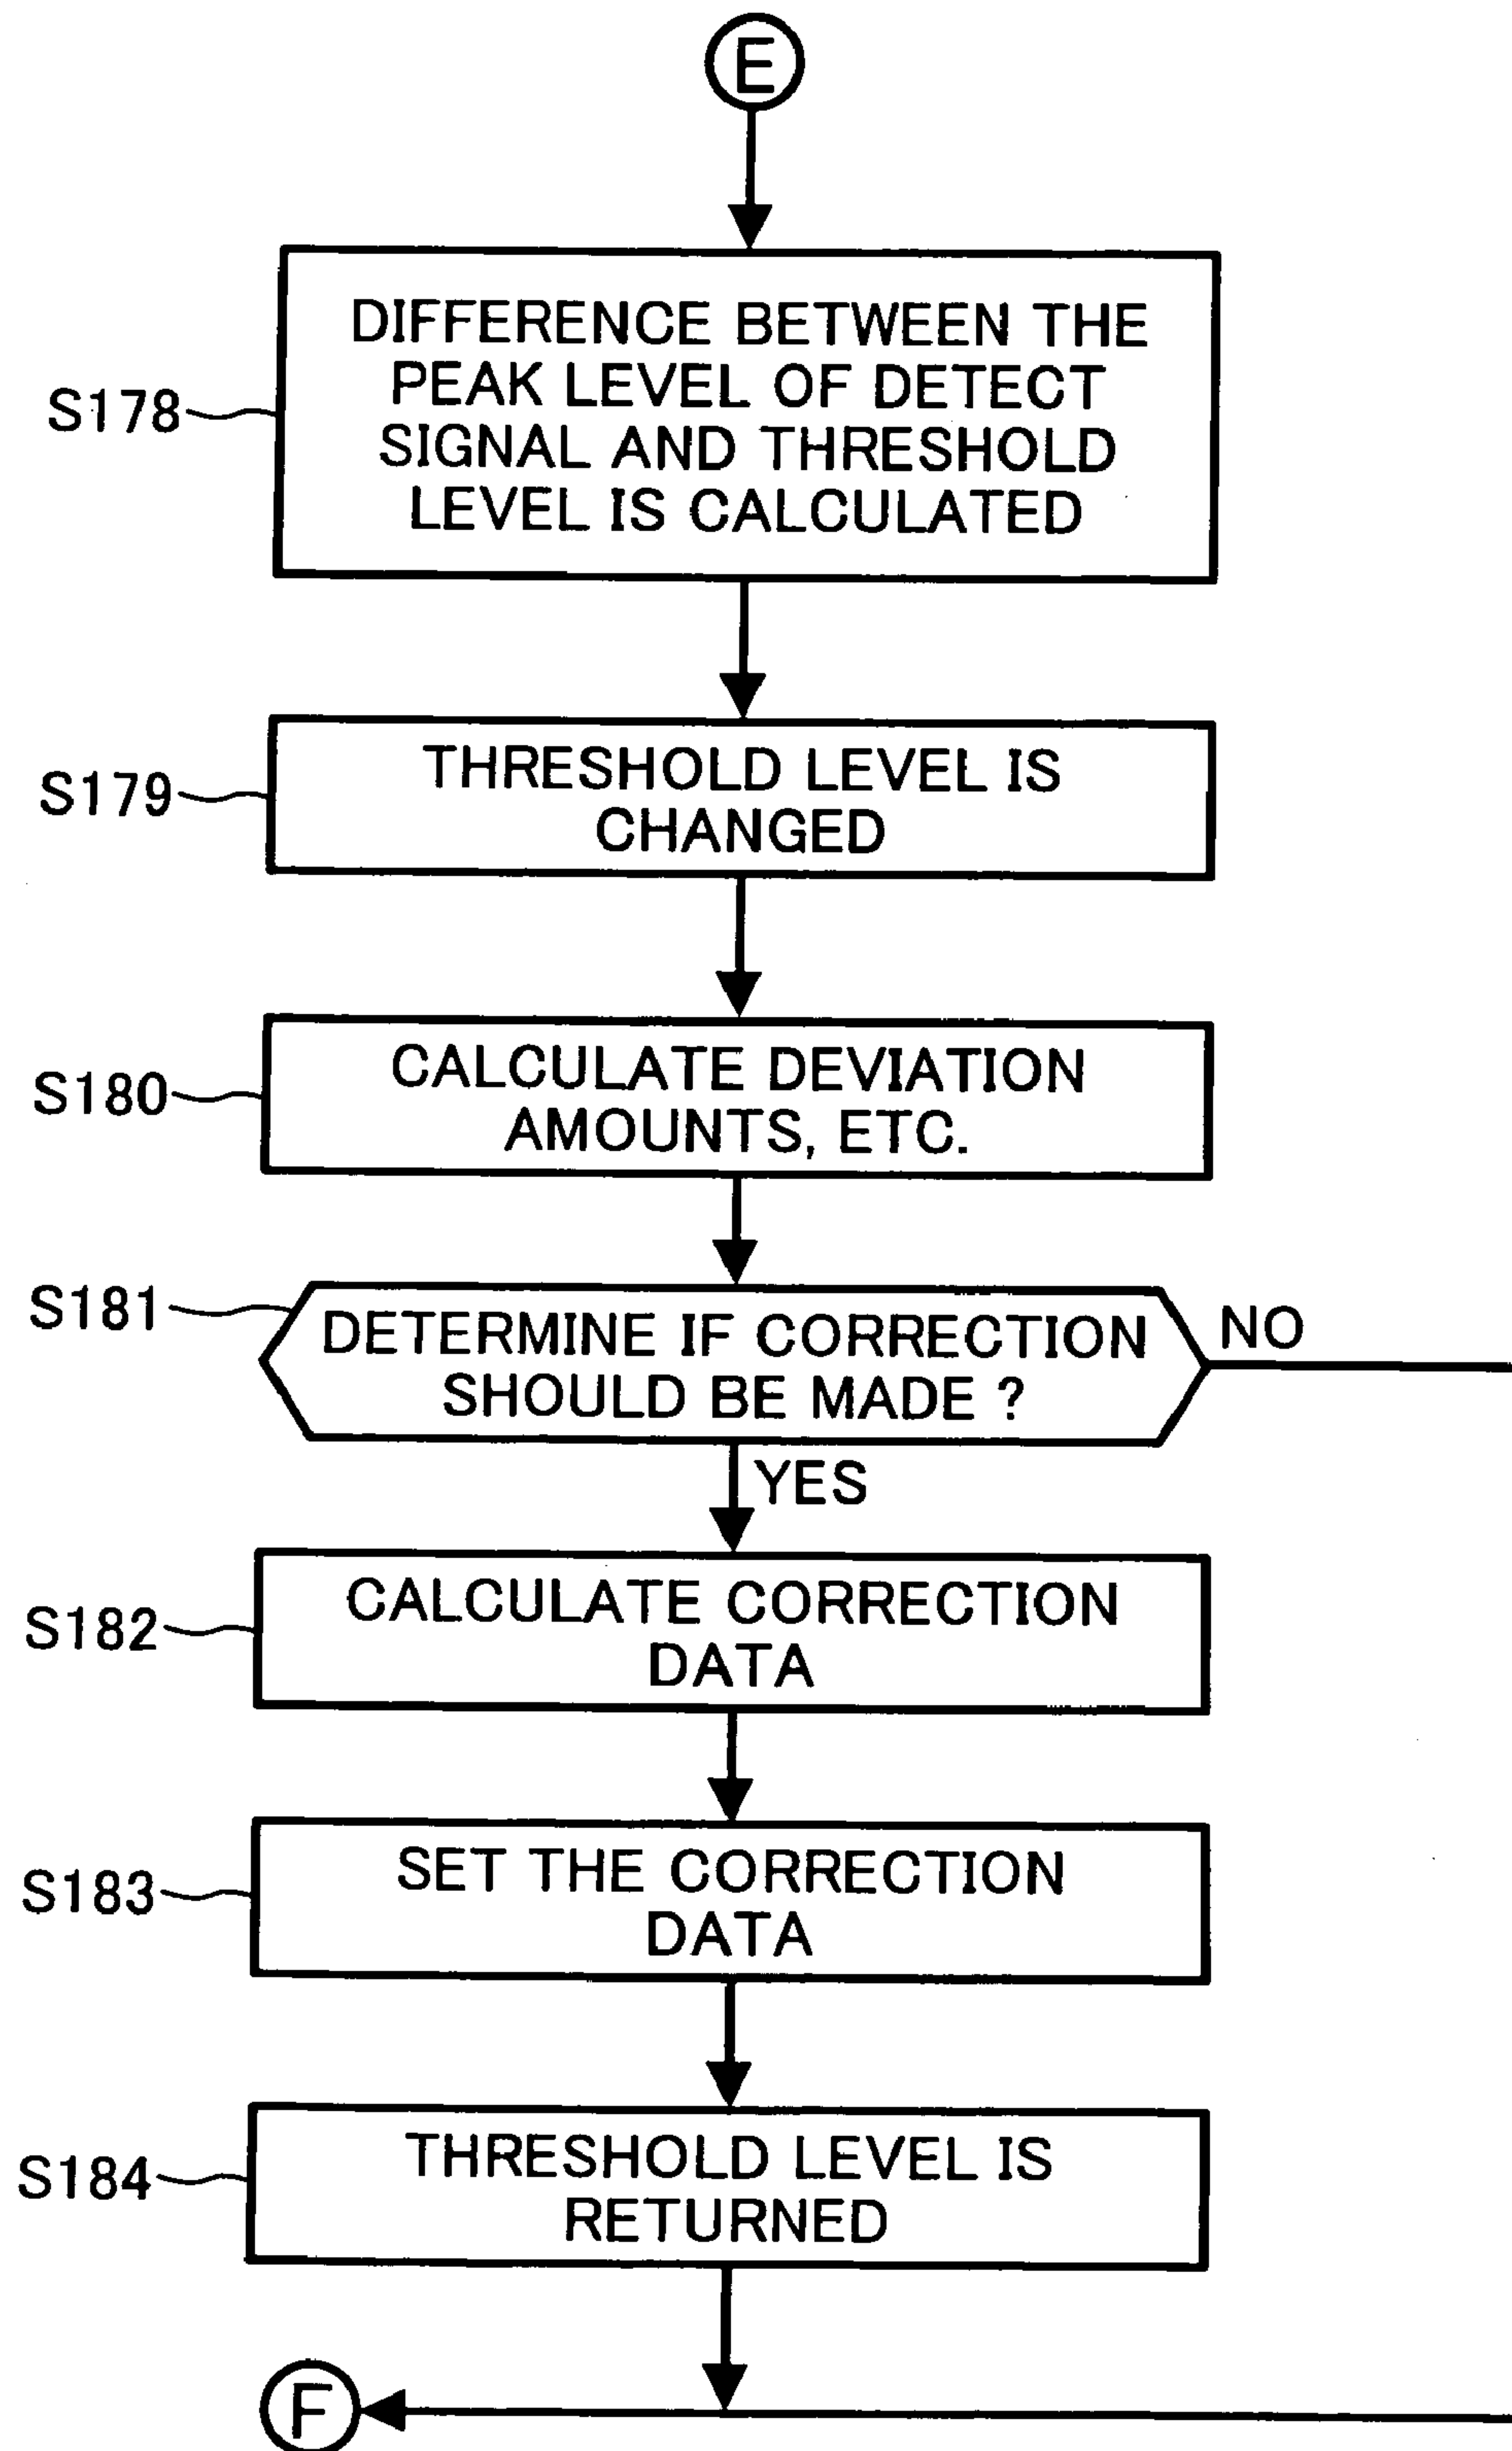 E
S178
DIFFERENCE BETWEEN THE
PEAK LEVEL OF DETECT
SIGNAL AND THRESHOLD
LEVEL IS CALCULATED
S179
THRESHOLD LEVEL IS
CHANGED
S180
CALCULATE DEVIATION
AMOUNTS, ETC.
S181
DETERMINE IF CORRECTION
SHOULD BE MADE ?
NO
YES
S182
CALCULATE CORRECTION
DATA
S183
SET THE CORRECTION
DATA
S184
THRESHOLD LEVEL IS
RETURNED
F